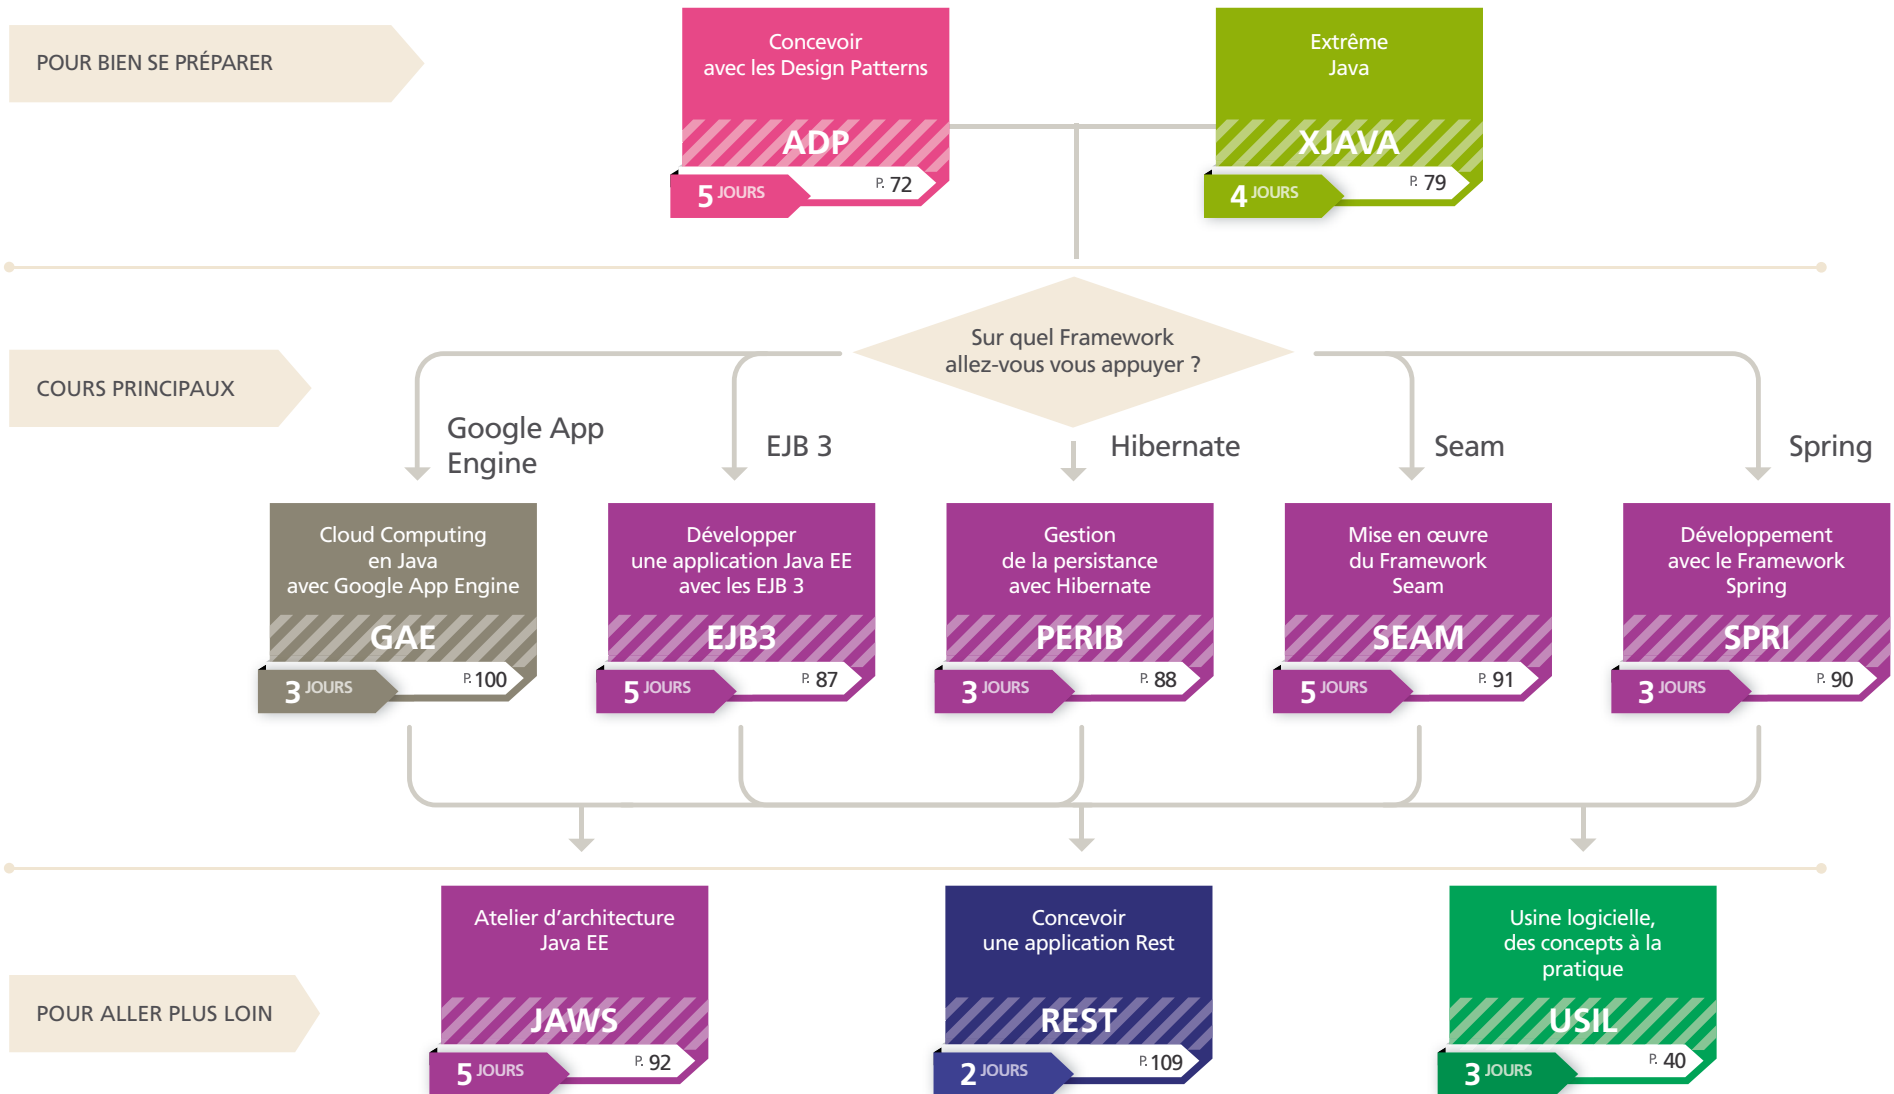 POUR BIEN SE PRÉPARER
Concevoir
avec les Design Patterns
ADP
5 JOURS
P. 72
Extrême
Java
XJAVA
4 JOURS
P. 79
COURS PRINCIPAUX
Sur quel Framework
allez-vous vous appuyer ?
Google App
Engine
EJB 3
Hibernate
Seam
Spring
Cloud Computing
en Java
avec Google App Engine
GAE
3 JOURS
P. 100
Développer
une application Java EE
avec les EJB 3
EJB3
5 JOURS
P. 87
Gestion
de la persistance
avec Hibernate
PERIB
3 JOURS
P. 88
Mise en œuvre
du Framework
Seam
SEAM
5 JOURS
P. 91
Développement
avec le Framework
Spring
SPRI
3 JOURS
P. 90
POUR ALLER PLUS LOIN
Atelier d’architecture
Java EE
JAWS
5 JOURS
P. 92
Concevoir
une application Rest
REST
2 JOURS
P. 109
Usine logicielle,
des concepts à la
pratique
USIL
3 JOURS
P. 40